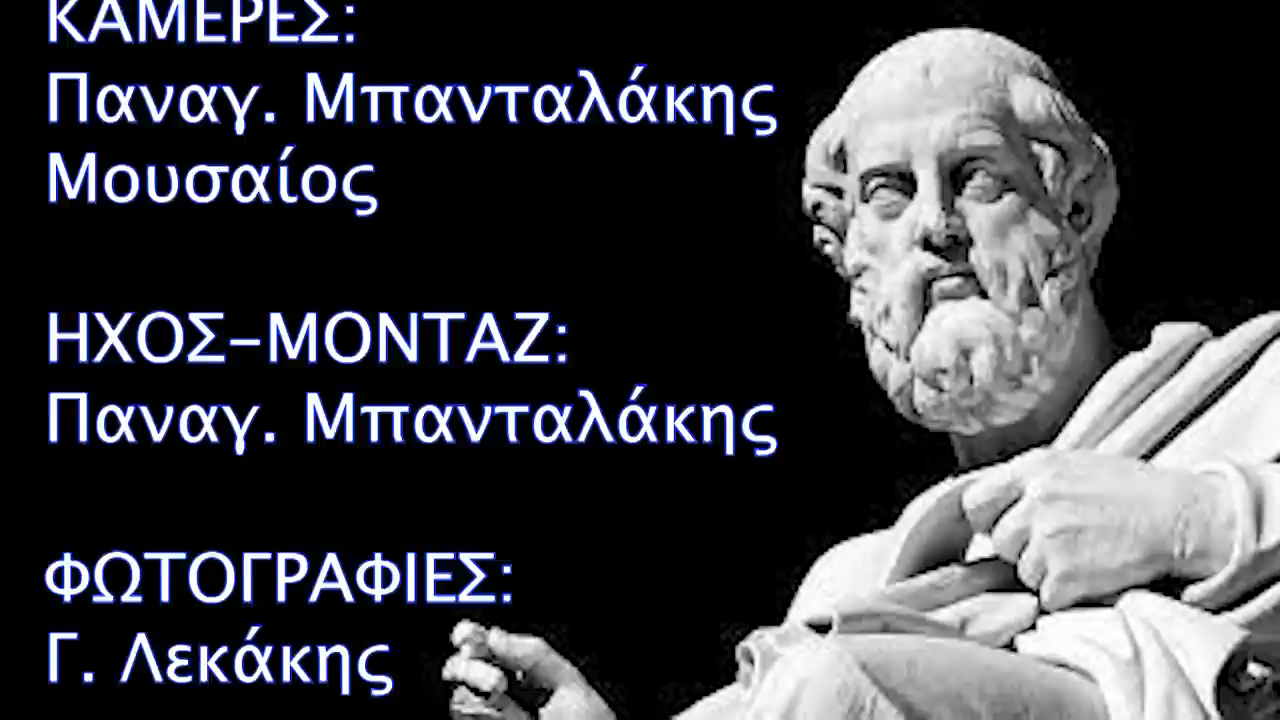 ΚΑΜΕΡΕΣ:
Παναγ. Μπανταλάκης
Μουσαίος
ΗΧΟΣ-ΜΟΝΤΑΖ:
Παναγ. Μπανταλάκης
ΦΩΤΟΓΡΑΦΙΕΣ:
Γ. Λεκάκης